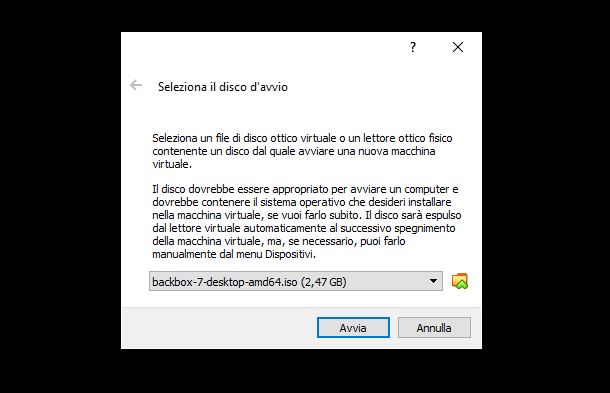 ?
Seleziona il disco d'avvio
Seleziona un file di disco ottico virtuale o un lettore ottico fisico
contenente un disco dal quale avviare una nuova macchina
virtuale.
Il disco dovrebbe essere appropriato per avviare un computer e
dovrebbe contenere il sistema operativo che desideri installare
nella macchina virtuale, se vuoi farlo subito. Il disco sarà espulso
dal lettore virtuale automaticamente al successivo spegnimento
della macchina virtuale, ma, se necessario, puoi farlo
manualmente dal menu Dispositivi.
backbox-7-desktop-amd64.iso (2,47 GB)
Avvia Annulla